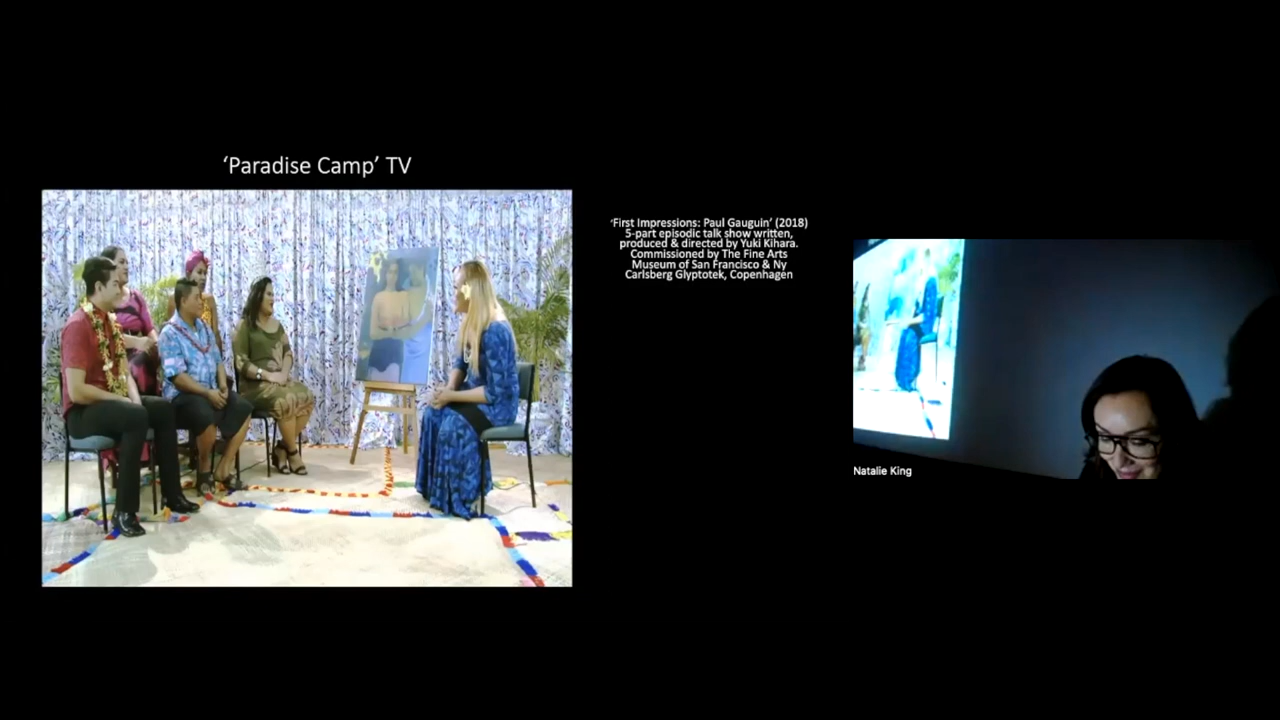 ‘Paradise Camp’ TV
‘First Impressions: Paul Gauguin’ (2018)
5-part episodic talk show written,
produced & directed by Yuki Kihara.
Commissioned by The Fine Arts
Museum of San Francisco & Ny
Carlsberg Glyptotek, Copenhagen
Natalie King